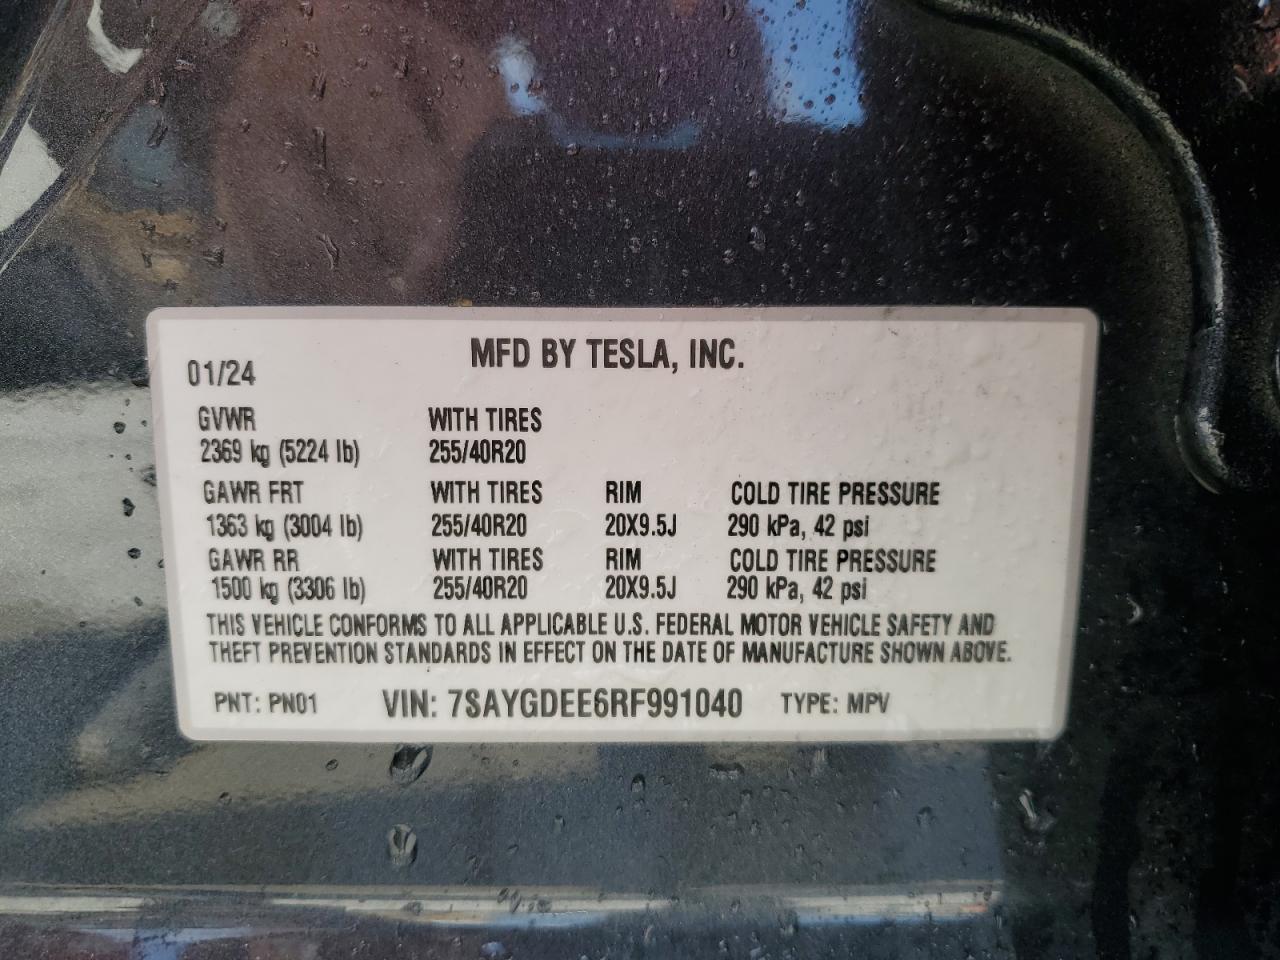 MFD BY TESLA, INC.
01/24
GVWR WITH TIRES
2369 kg (5224 lb) 255/40R20
GAWR FRT WITH TIRES RIM COLD TIRE PRESSURE
1363 kg (3004 lb) 255/40R20 20X9.5J 290 kPa, 42 psi
GAWR RR WITH TIRES RIM COLD TIRE PRESSURE
1500 kg (3306 lb) 255/40R20 20X9.5J 290 kPa, 42 psi
THIS VEHICLE CONFORMS TO ALL APPLICABLE U.S. FEDERAL MOTOR VEHICLE SAFETY AND
THEFT PREVENTION STANDARDS IN EFFECT ON THE DATE OF MANUFACTURE SHOWN ABOVE.
PNT: PN01 VIN: 7SAYGDEE6RF991040 TYPE: MPV